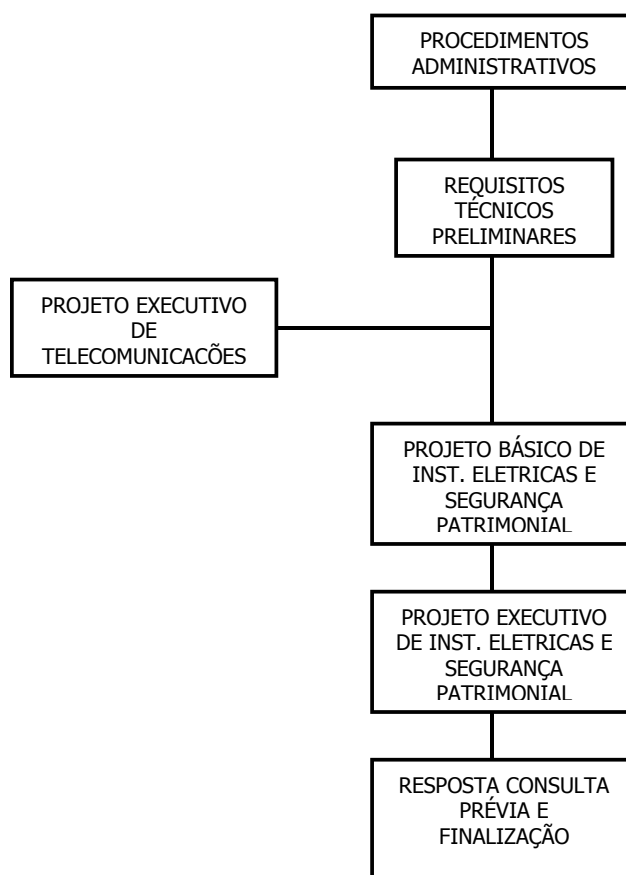 PROCEDIMENTOS
ADMINISTRATIVOS
REQUISITOS
TÉCNICOS
PRELIMINARES
PROJETO EXECUTIVO
DE
TELECOMUNICACÕES
PROJETO BÁSICO DE
INST. ELETRICAS E
SEGURANÇA
PATRIMONIAL
PROJETO EXECUTIVO
DE INST. ELETRICAS E
SEGURANÇA
PATRIMONIAL
RESPOSTA CONSULTA
PRÉVIA E
FINALIZAÇÃO